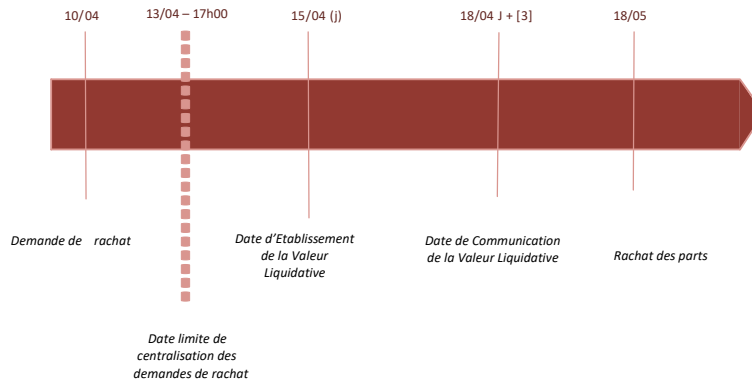 10/04
13/04 – 17h00
15/04 (j)
18/04 J + [3]
18/05
Demande de rachat
Date d’Etablissement
de la Valeur
Liquidative
Date de Communication
de la Valeur Liquidative
Rachat des parts
Date limite de
centralisation des
demandes de rachat